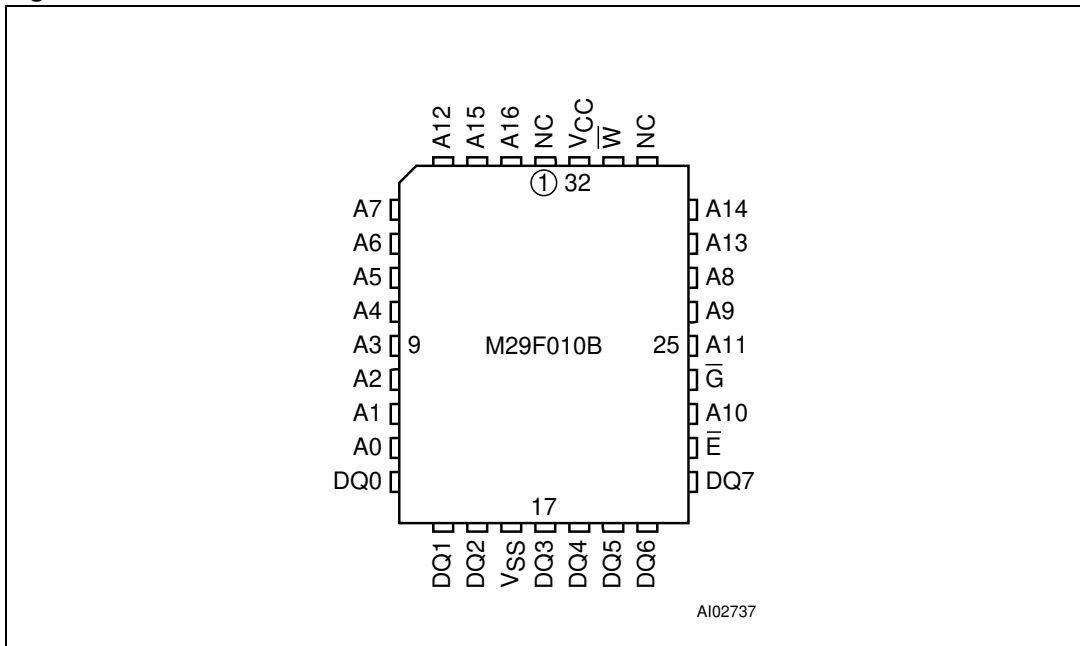 A12 A15 A16 NC VCC W̅ NC
① 32
A7 A14
A6 A13
A5 A8
A4 A9
A3 9 M29F010B 25 A11
A2 G̅
A1 A10
A0 E̅
DQ0 DQ7
17
DQ1 DQ2 VSS DQ3 DQ4 DQ5 DQ6
AI02737